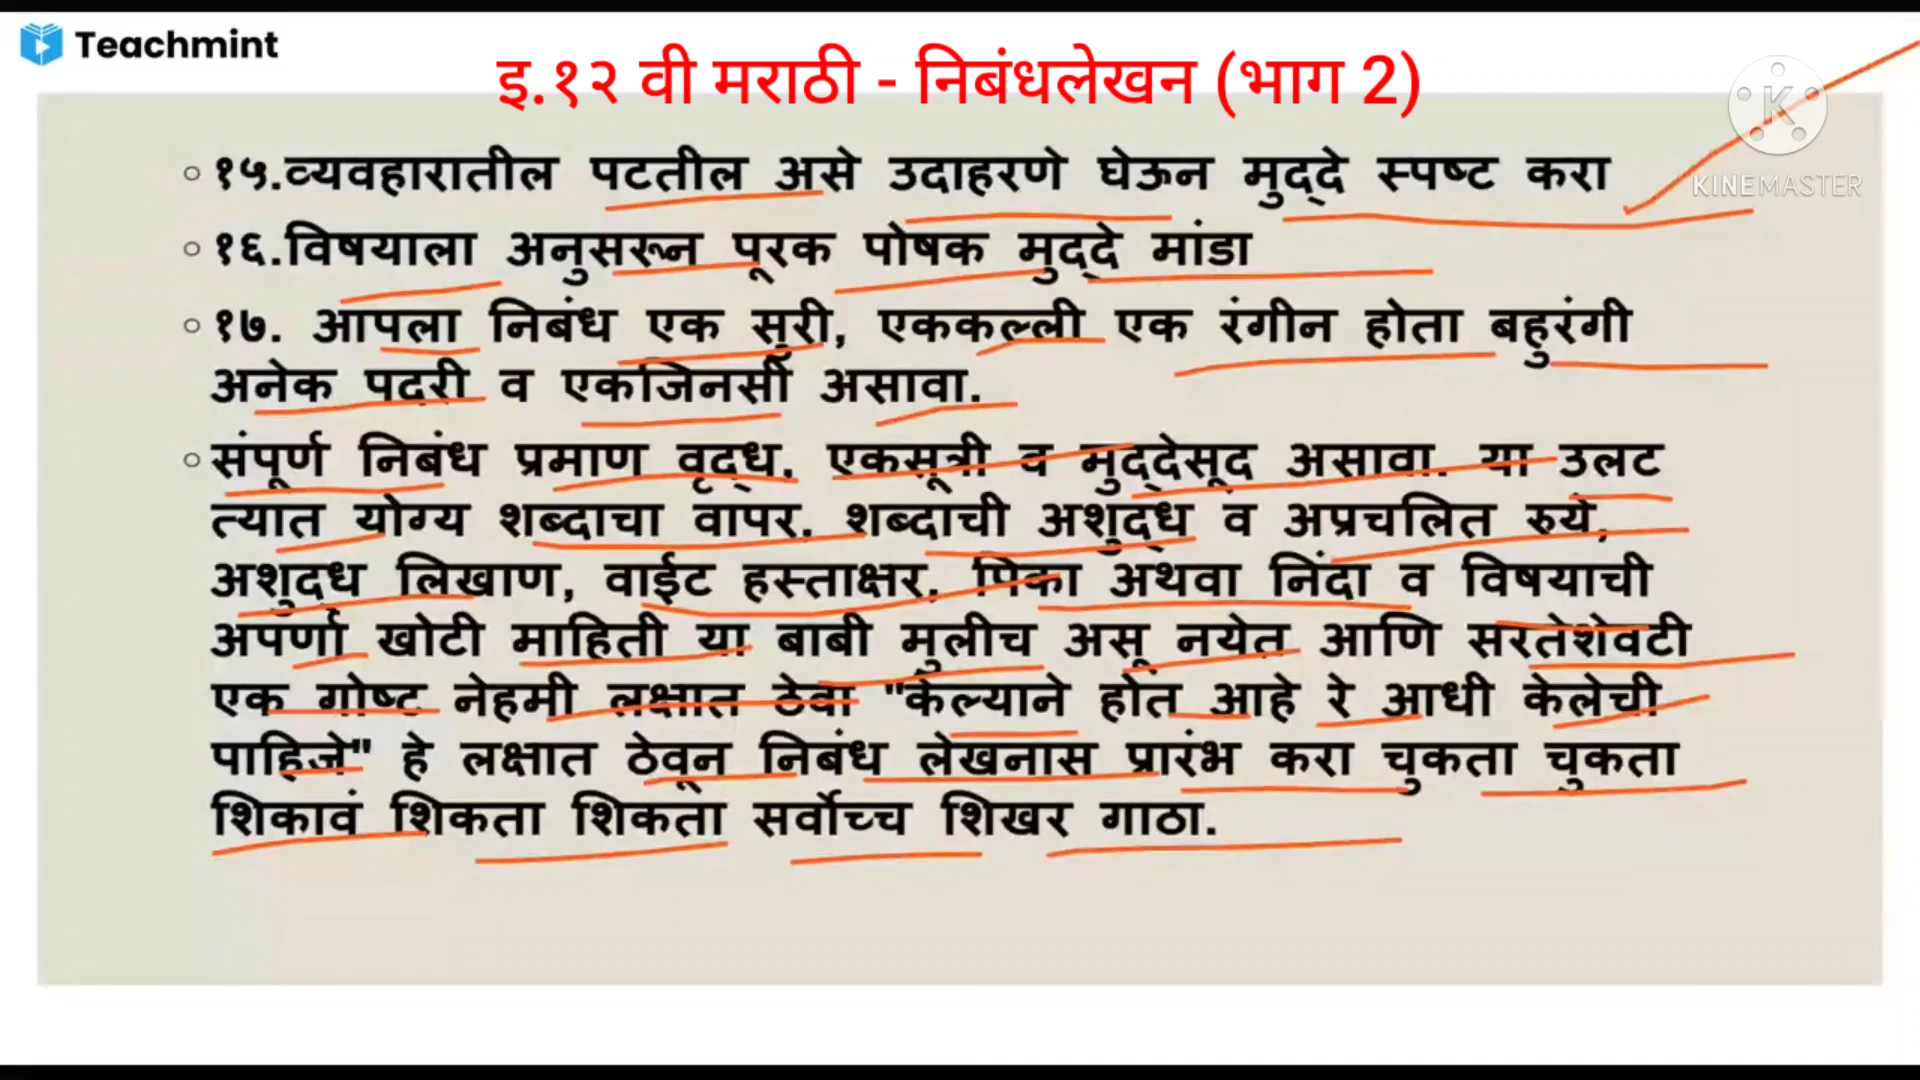 Teachmint
इ.१२ वी मराठी - निबंधलेखन (भाग 2)
KINEMASTER
१५.व्यवहारातील पटतील असे उदाहरणे घेऊन मुद्दे स्पष्ट करा
१६.विषयाला अनुसरून पूरक पोषक मुद्दे मांडा
१७. आपला निबंध एक सुरी, एककल्ली एक रंगीन होता बहुरंगी
अनेक पदरी व एकजिनसी असावा.
संपूर्ण निबंध प्रमाण वृद्ध. एकसूत्री व मुद्देसूद असावा. या उलट
त्यात योग्य शब्दाचा वापर. शब्दाची अशुद्ध व अप्रचलित रुये,
अशुद्ध लिखाण, वाईट हस्ताक्षर. पिका अथवा निंदा व विषयाची
अपर्णा खोटी माहिती या बाबी मुलीच असू नयेत आणि सरतेशेवटी
एक गोष्ट नेहमी लक्षात ठेवा "केल्याने होत आहे रे आधी केलेची
पाहिजे" हे लक्षात ठेवून निबंध लेखनास प्रारंभ करा चुकता चुकता
शिकावं शिकता शिकता सर्वोच्च शिखर गाठा.